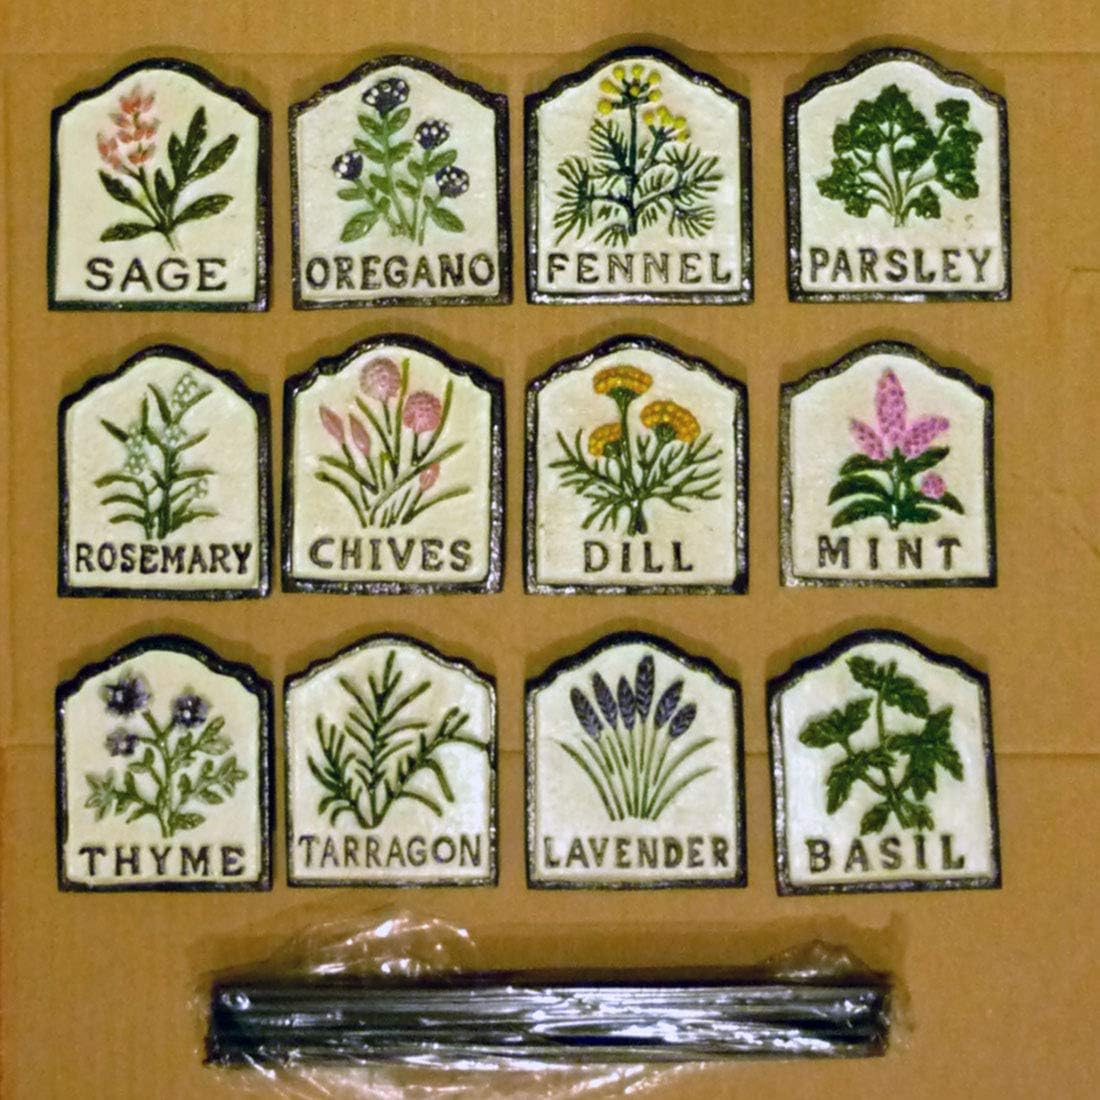 SAGE
OREGANO
FENNEL
PARSLEY
ROSEMARY
CHIVES
DILL
MINT
THYME
TARRAGON
LAVENDER
BASIL